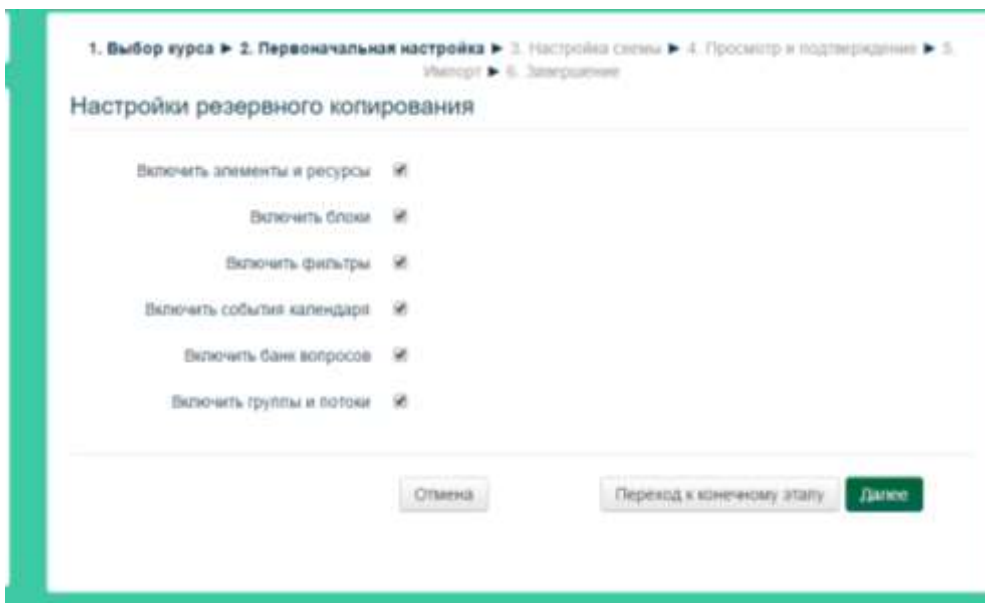 1. Выбор курса ► 2. Первоначальная настройка ► 3. Настройка схемы ► 4. Просмотр и подтверждение ► 5.
Импорт ► 6. Завершение
Настройки резервного копирования
Включить элементы и ресурсы
Включить блоки
Включить фильтры
Включить события календаря
Включить банк вопросов
Включить группы и потоки
Отмена Переход к конечному этапу Далее